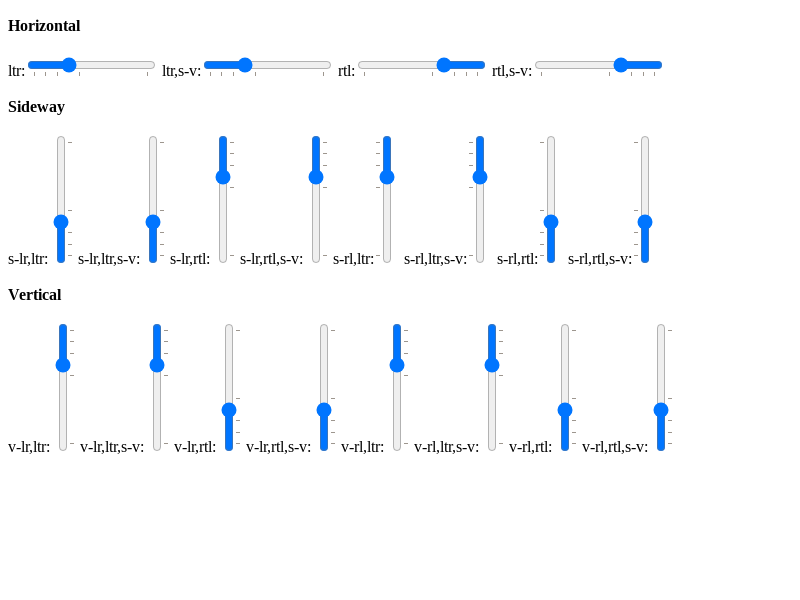 Horizontal
ltr: ltr,s-v: rtl: rtl,s-v:
Sideway
s-lr,ltr: s-lr,ltr,s-v: s-lr,rtl: s-lr,rtl,s-v: s-rl,ltr: s-rl,ltr,s-v: s-rl,rtl: s-rl,rtl,s-v:
Vertical
v-lr,ltr: v-lr,ltr,s-v: v-lr,rtl: v-lr,rtl,s-v: v-rl,ltr: v-rl,ltr,s-v: v-rl,rtl: v-rl,rtl,s-v: